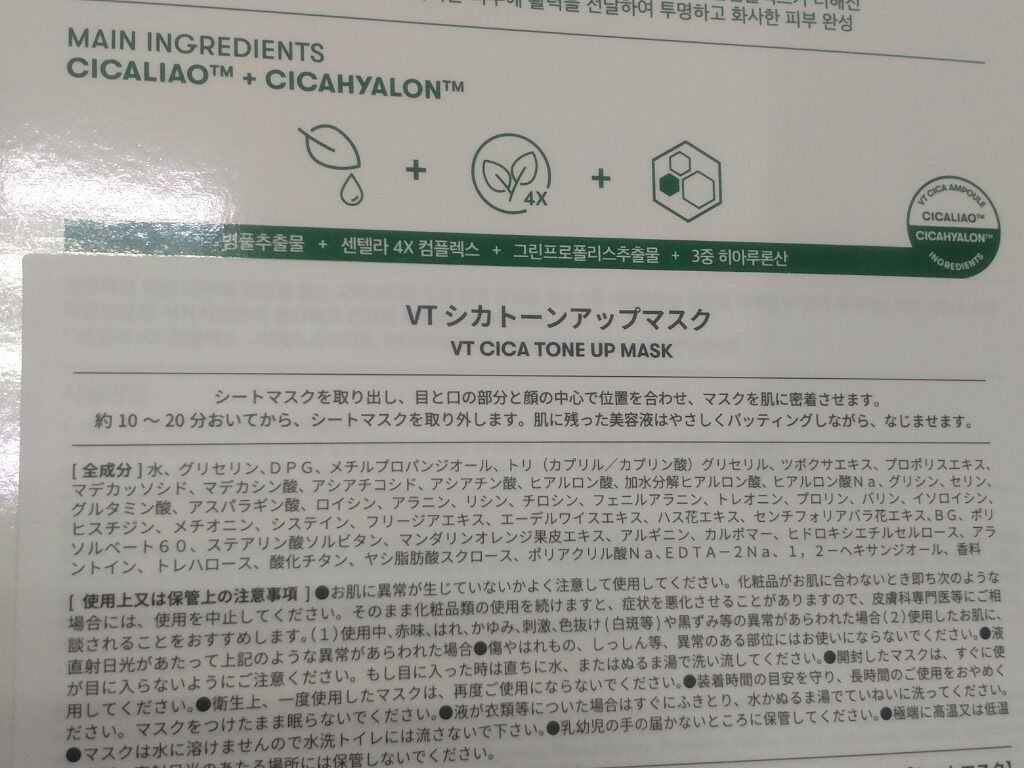 전달하여 투명하고 화사한 피부 완성
MAIN INGREDIENTS
CICALIAO™ + CICAHYALON™
+
4X
+
VT CICA AMPOULE
CICALIAO™
CICAHYALON™
INGREDIENTS
병풀추출물 + 센텔라 4X 컴플렉스 + 그린프로폴리스추출물 + 3중 히아루론산
VT シカトーンアップマスク
VT CICA TONE UP MASK
シートマスクを取り出し、目と口の部分と顔の中心で位置を合わせ、マスクを肌に密着させます。
約 10 ～ 20 分おいてから、シートマスクを取り外します。肌に残った美容液はやさしくパッティングしながら、なじませます。
[ 全成分 ] 水、グリセリン、DPG、メチルプロパンジオール、トリ（カプリル／カプリン酸）グリセリル、ツボクサエキス、プロポリスエキス、
マデカッソシド、マデカシン酸、アシアチコシド、アシアチン酸、ヒアルロン酸、加水分解ヒアルロン酸、ヒアルロン酸Ｎａ、グリシン、セリン、
グルタミン酸、アスパラギン酸、ロイシン、アラニン、リシン、チロシン、フェニルアラニン、トレオニン、プロリン、バリン、イソロイシン、
ヒスチジン、メチオニン、システイン、フリージアエキス、エーデルワイスエキス、ハス花エキス、センチフォリアバラ花エキス、BG、ポリ
ソルベート６０、ステアリン酸ソルビタン、マンダリンオレンジ果皮エキス、アルギニン、カルボマー、ヒドロキシエチルセルロース、アラ
ントイン、トレハロース、酸化チタン、ヤシ脂肪酸スクロース、ポリアクリル酸Ｎａ、EDTA－2Ｎａ、１，２－ヘキサンジオール、香料
[ 使用上又は保管上の注意事項 ] ●お肌に異常が生じていないかよく注意して使用してください。化粧品がお肌に合わないとき即ち次のような
場合には、使用を中止してください。そのまま化粧品類の使用を続けますと、症状を悪化させることがありますので、皮膚科専門医等にご相
談されることをおすすめします。（１）使用中、赤味、はれ、かゆみ、刺激、色抜け（白斑等）や黒ずみ等の異常があらわれた場合（２）使用したお肌に、
直射日光があたって上記のような異常があらわれた場合●傷やはれもの、しっしん等、異常のある部位にはお使いにならないでください。●液
が目に入らないようにご注意ください。もし目に入った時は直ちに水、またはぬるま湯で洗い流してください。●開封したマスクは、すぐに使
用してください。●衛生上、一度使用したマスクは、再度ご使用にならないでください。●装着時間の目安を守り、長時間のご使用をおやめく
ださい。マスクをつけたまま眠らないでください。●液が衣類等についた場合はすぐにふきとり、水かぬるま湯でていねいに洗ってください。
●マスクは水に溶けませんので水洗トイレには流さないで下さい。●乳幼児の手の届かないところに保管してください。●極端に高温又は低温
直射日光のあたる場所には保管しないでください。